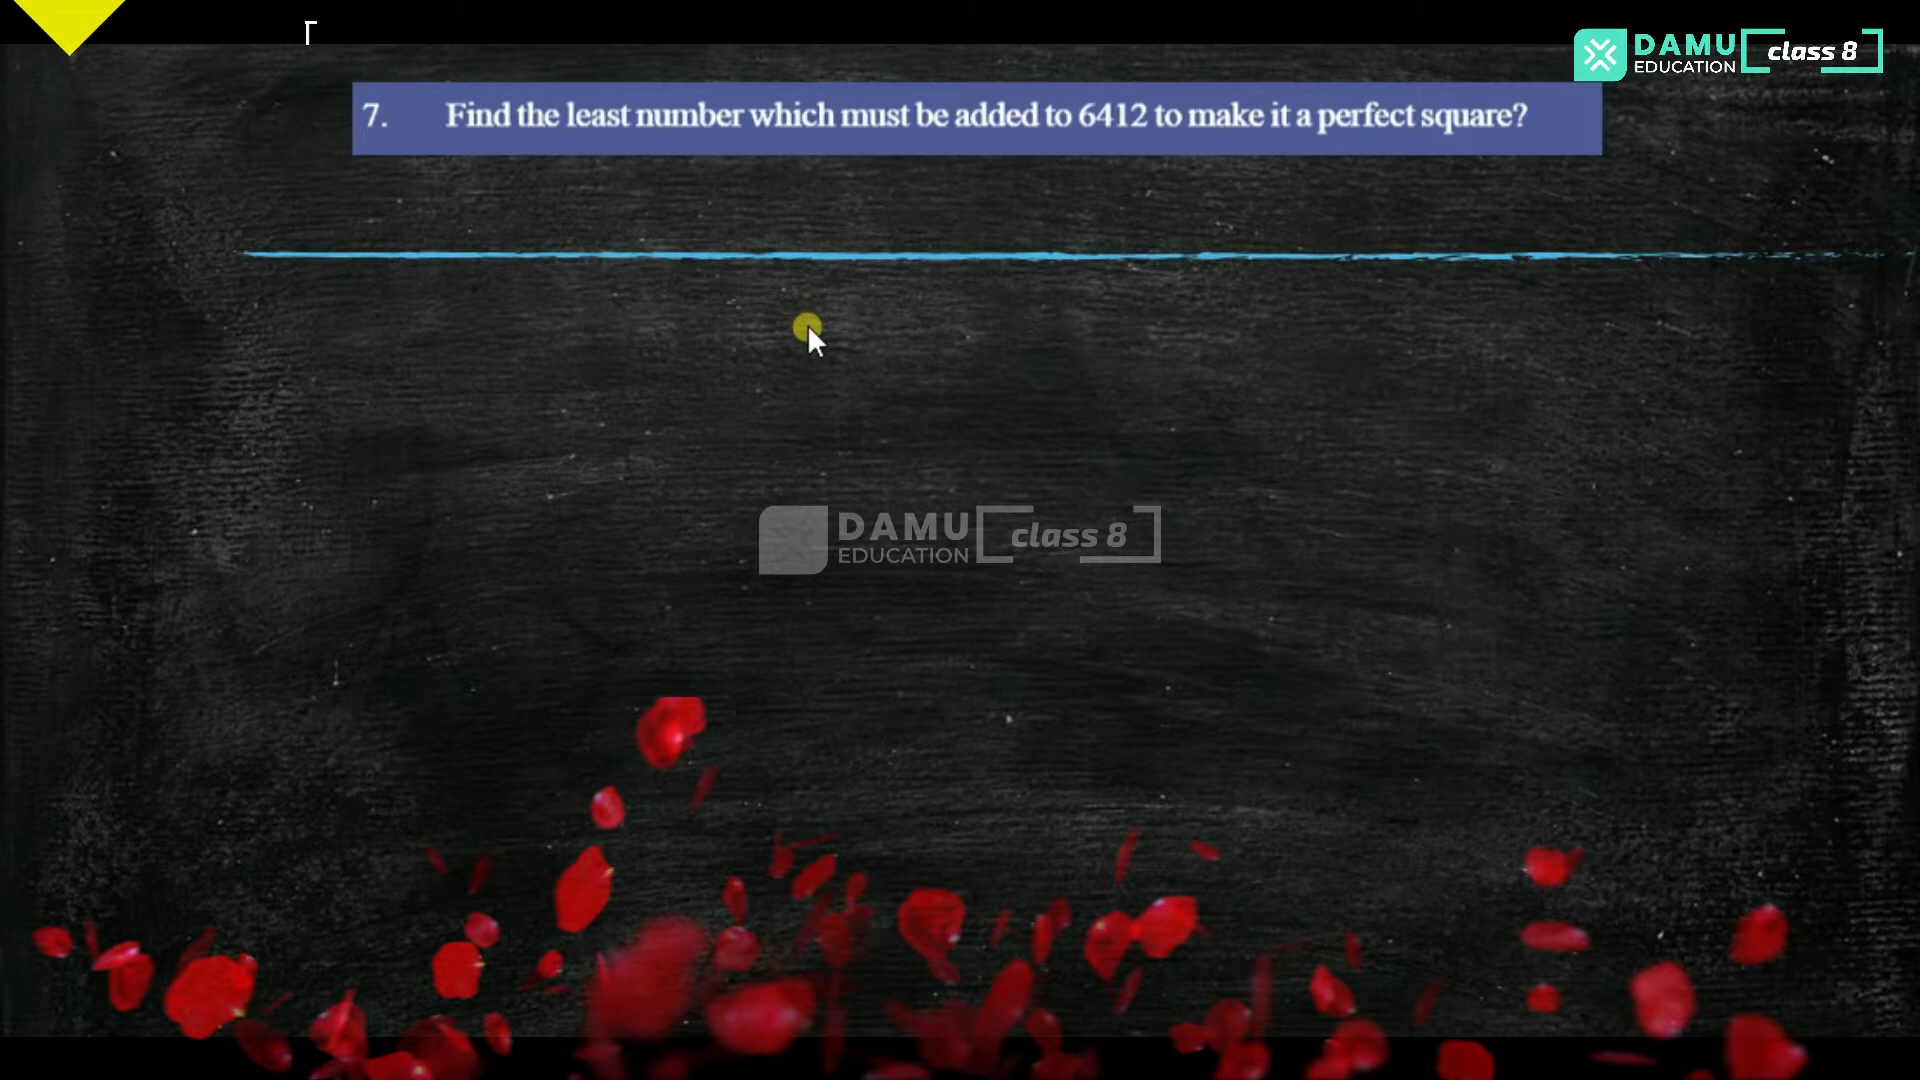 DAMU
EDUCATION
class 8
7. Find the least number which must be added to 6412 to make it a perfect square?
DAMU
EDUCATION
class 8